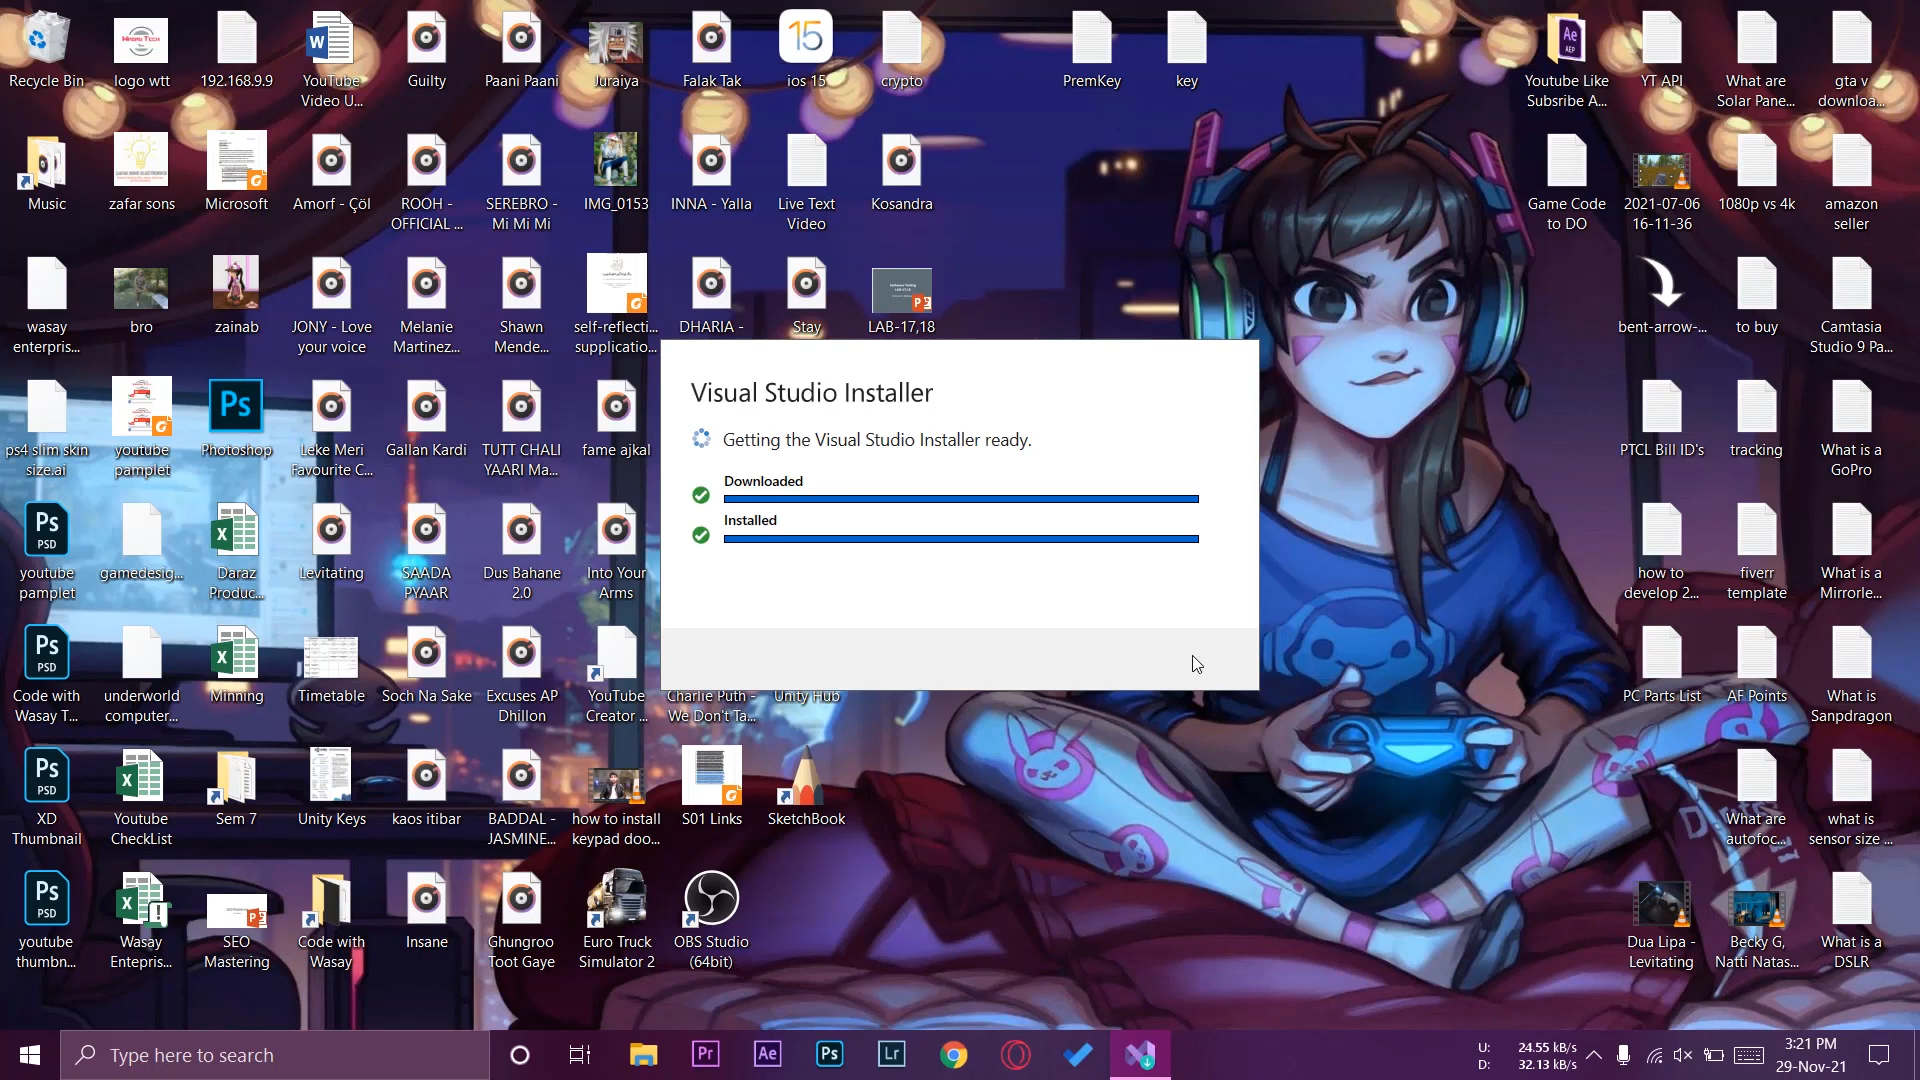 Recycle Bin
logo wtt
192.168.9.9
YouTube
Video U...
Guilty
Paani Paani
Juraiya
Falak Tak
ios 15
crypto
PremKey
key
Youtube Like
Subsribe A...
YT API
What are
Solar Pane...
gta v
downloa...
Music
zafar sons
Microsoft
Amorf - Çöl
ROOH -
OFFICIAL ...
SEREBRO -
Mi Mi Mi
IMG_0153
INNA - Yalla
Live Text
Video
Kosandra
Game Code
to DO
2021-07-06
16-11-36
1080p vs 4k
amazon
seller
wasay
enterpris...
bro
zainab
JONY - Love
your voice
Melanie
Martinez...
Shawn
Mende...
self-reflecti...
supplicatio...
DHARIA -
Stay
LAB-17,18
bent-arrow-...
to buy
Camtasia
Studio 9 Pa...
Visual Studio Installer
Getting the Visual Studio Installer ready.
Downloaded
Installed
ps4 slim skin
size.ai
youtube
pamplet
Photoshop
Leke Meri
Favourite C...
Gallan Kardi
TUTT CHALI
YAARI Ma...
fame ajkal
PTCL Bill ID's
tracking
What is a
GoPro
youtube
pamplet
gamedesig...
Daraz
Produc...
Levitating
SAADA
PYAAR
Dus Bahane
2.0
Into Your
Arms
how to
develop 2...
fiverr
template
What is a
Mirrorle...
Code with
Wasay T...
underworld
computer...
Minning
Timetable
Soch Na Sake
Excuses AP
Dhillon
YouTube
Creator ...
Charlie Puth -
We Don't Ta...
Unity Hub
PC Parts List
AF Points
What is
Sanpdragon
XD
Thumbnail
Youtube
CheckList
Sem 7
Unity Keys
kaos itibar
BADDAL -
JASMINE...
how to install
keypad doo...
S01 Links
SketchBook
What are
autofoc...
what is
sensor size ...
youtube
thumbn...
Wasay
Entepris...
SEO
Mastering
Code with
Wasay
Insane
Ghungroo
Toot Gaye
Euro Truck
Simulator 2
OBS Studio
(64bit)
Dua Lipa -
Levitating
Becky G,
Natti Natas...
What is a
DSLR
Type here to search
U: 24.55 kB/s
D: 32.13 kB/s
3:21 PM
29-Nov-21